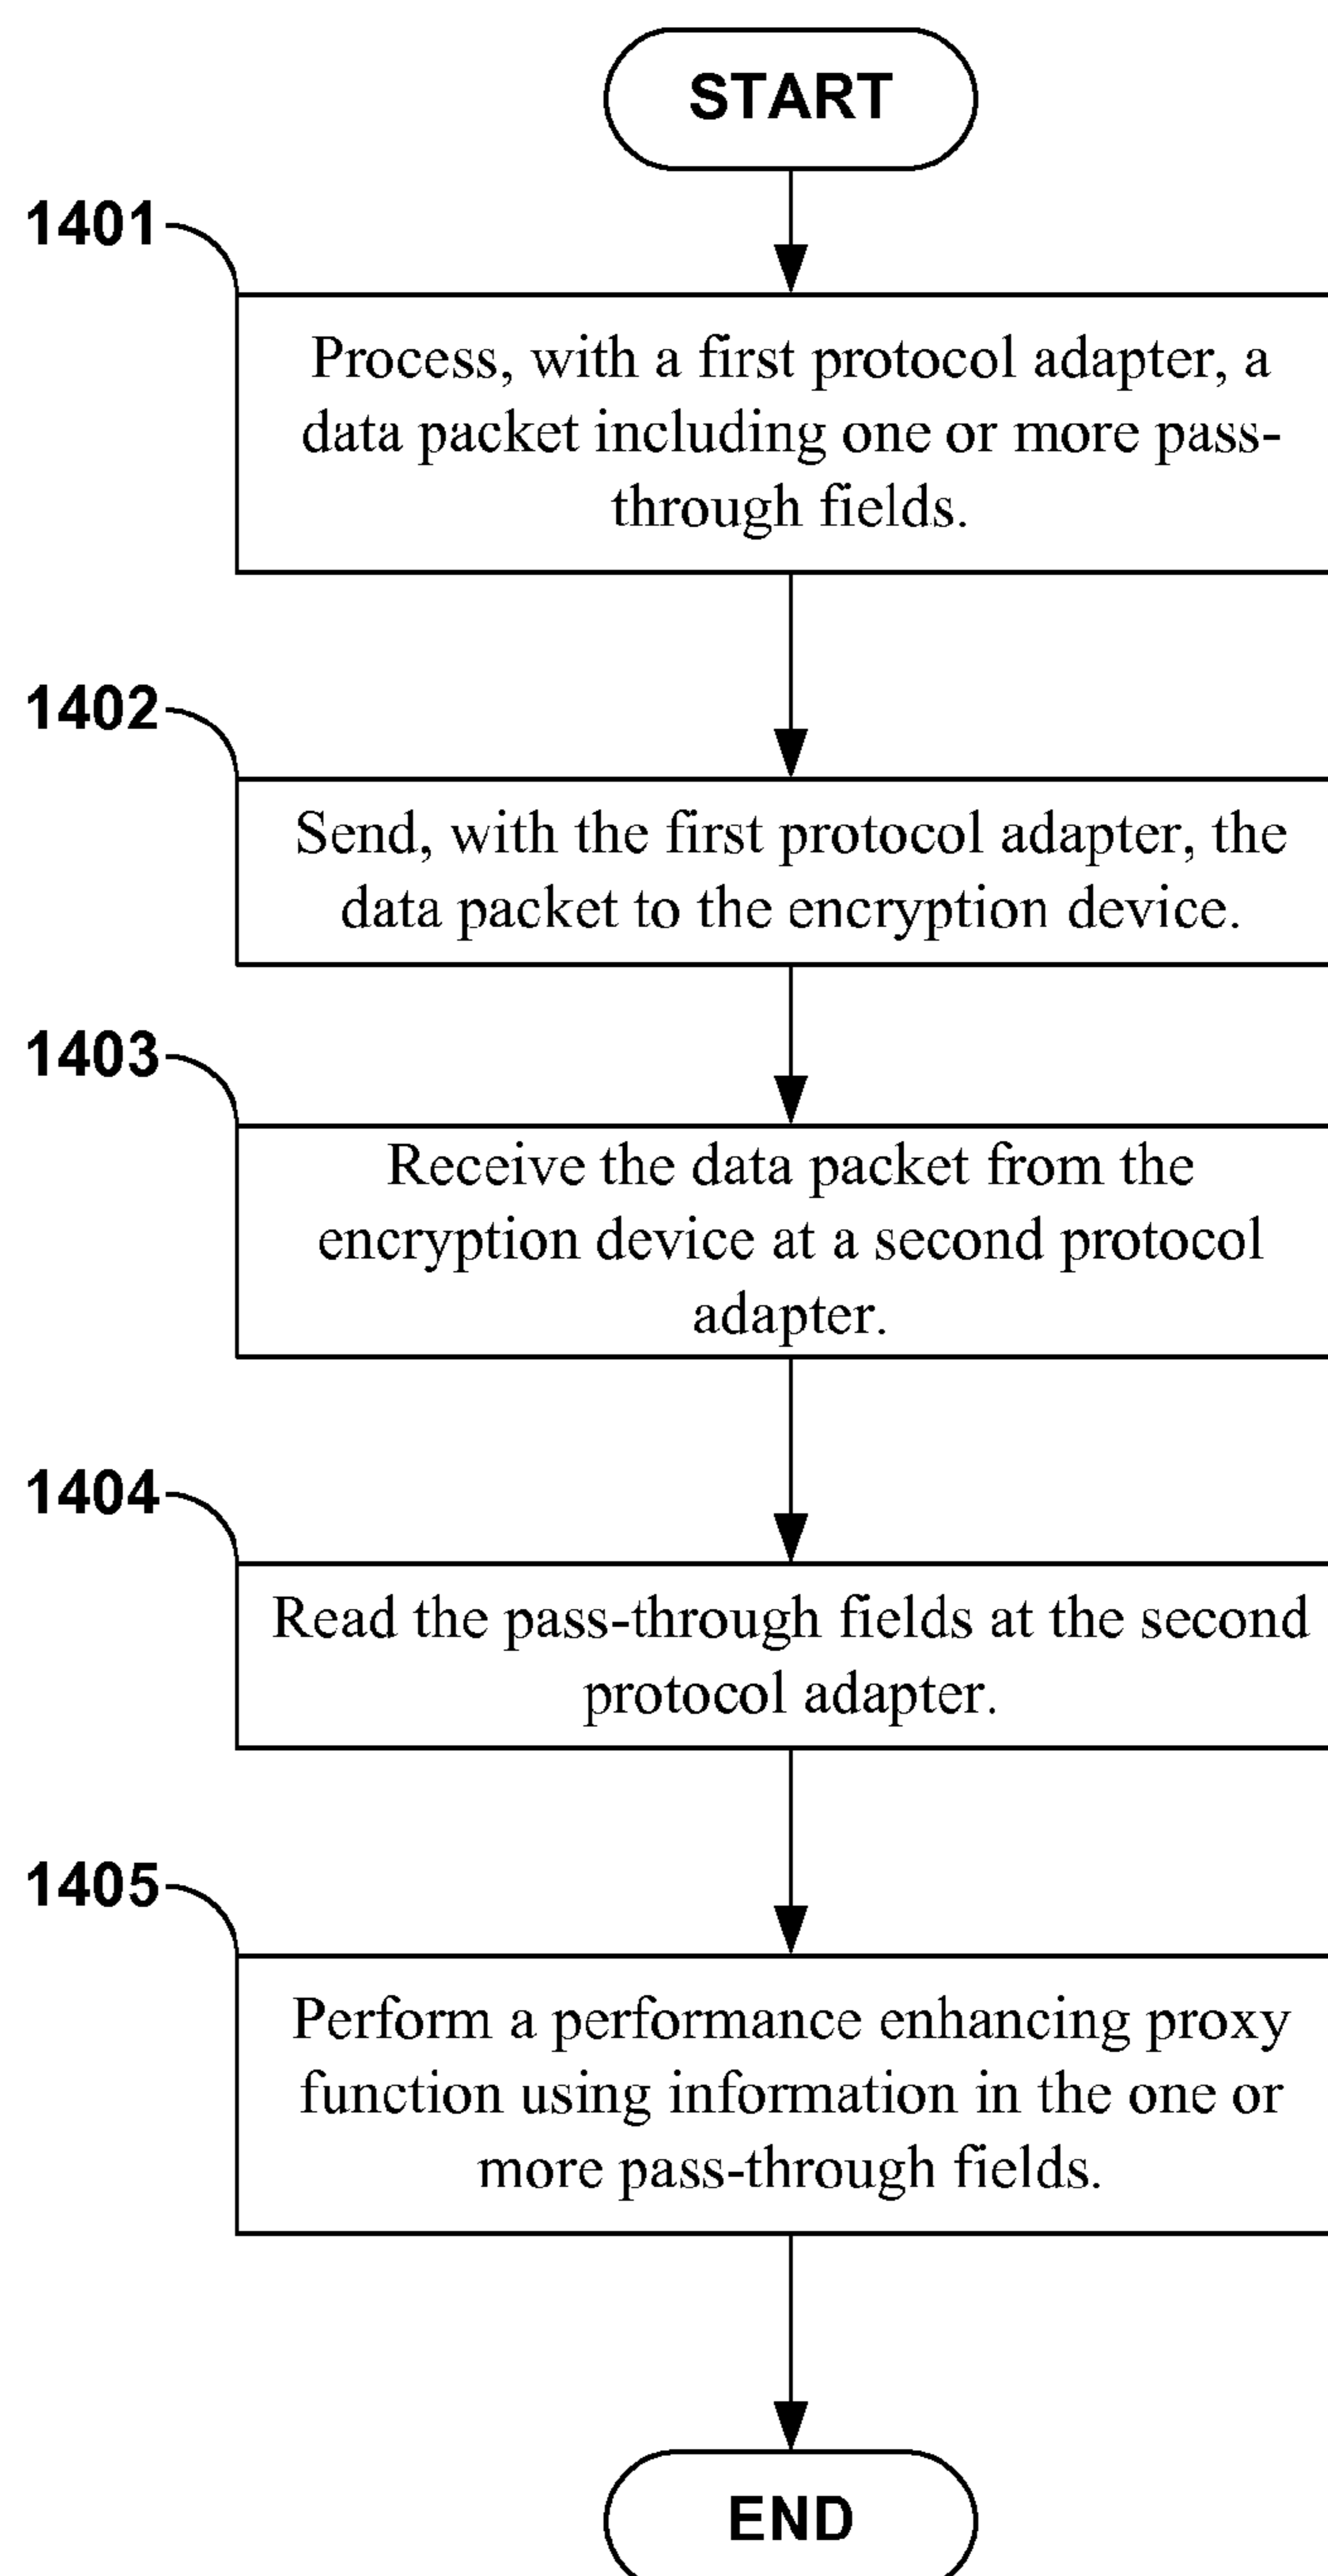 START
1401
Process, with a first protocol adapter, a
data packet including one or more pass-
through fields.
1402
Send, with the first protocol adapter, the
data packet to the encryption device.
1403
Receive the data packet from the
encryption device at a second protocol
adapter.
1404
Read the pass-through fields at the second
protocol adapter.
1405
Perform a performance enhancing proxy
function using information in the one or
more pass-through fields.
END